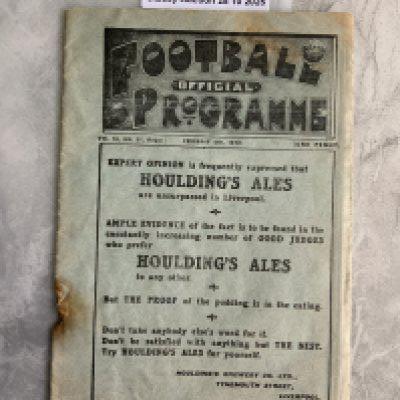 28 10 2025
FOOTBALL
OFFICIAL
PROGRAMME
EXPERT OPINION is frequently expressed that
HOULDING'S ALES
are unsurpassed in Liverpool.
AMPLE EVIDENCE of the fact is to be found in the
constantly increasing number of GOOD JUDGES
who prefer
HOULDING'S ALES
to any other.
But THE PROOF of the pudding is in the eating.
Don't take anybody else's word for it.
Don't be satisfied with anything but THE BEST.
Try HOULDING'S ALES for yourself.
HOULDING'S BREWERY CO. LTD.,
TYNEMOUTH STREET,
LIVERPOOL.